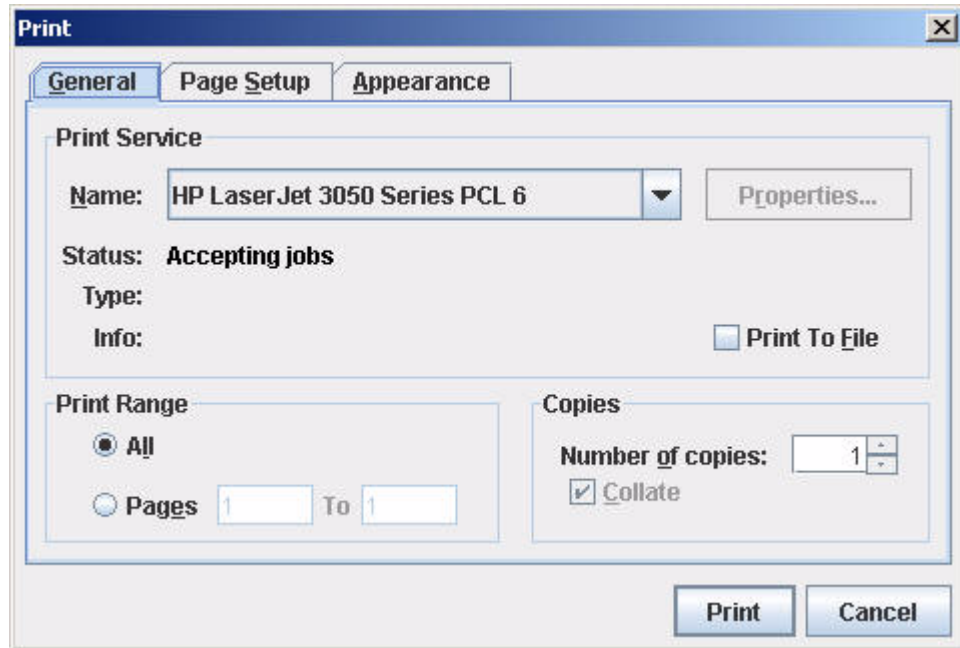 Print
General Page Setup Appearance
Print Service
Name: HP LaserJet 3050 Series PCL 6 Properties...
Status: Accepting jobs
Type:
Info: Print To File
Print Range
All
Pages 1 To 1
Copies
Number of copies: 1
Collate
Print Cancel